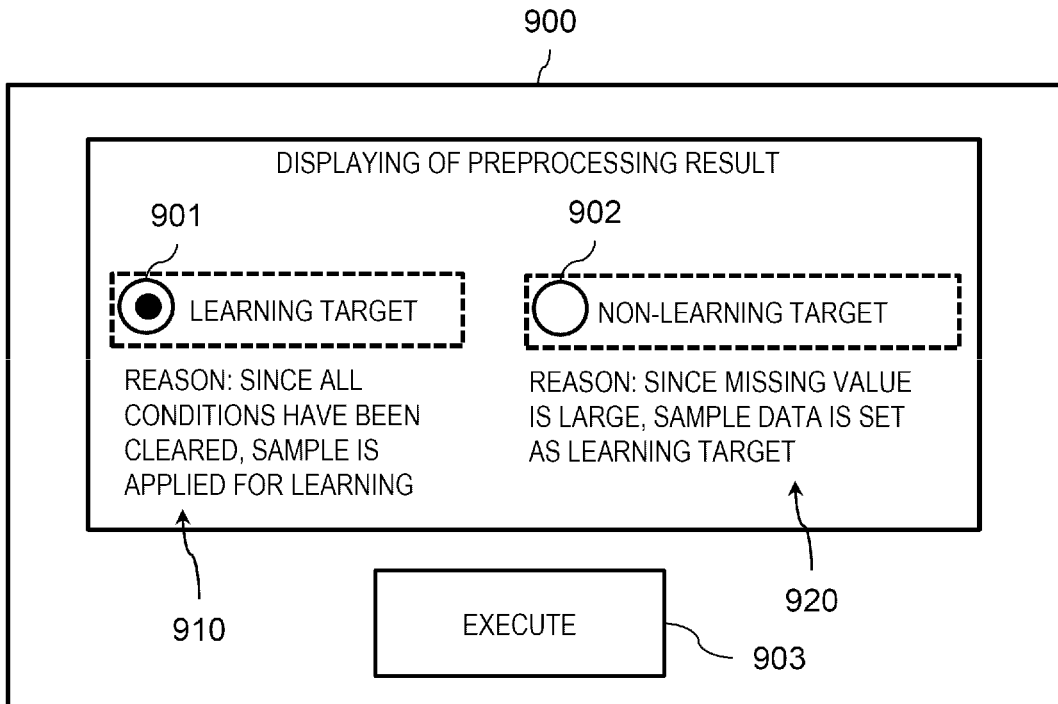 900
DISPLAYING OF PREPROCESSING RESULT
901
902
LEARNING TARGET
NON-LEARNING TARGET
REASON: SINCE ALL
CONDITIONS HAVE BEEN
CLEARED, SAMPLE IS
APPLIED FOR LEARNING
REASON: SINCE MISSING VALUE
IS LARGE, SAMPLE DATA IS SET
AS LEARNING TARGET
910
920
EXECUTE
903